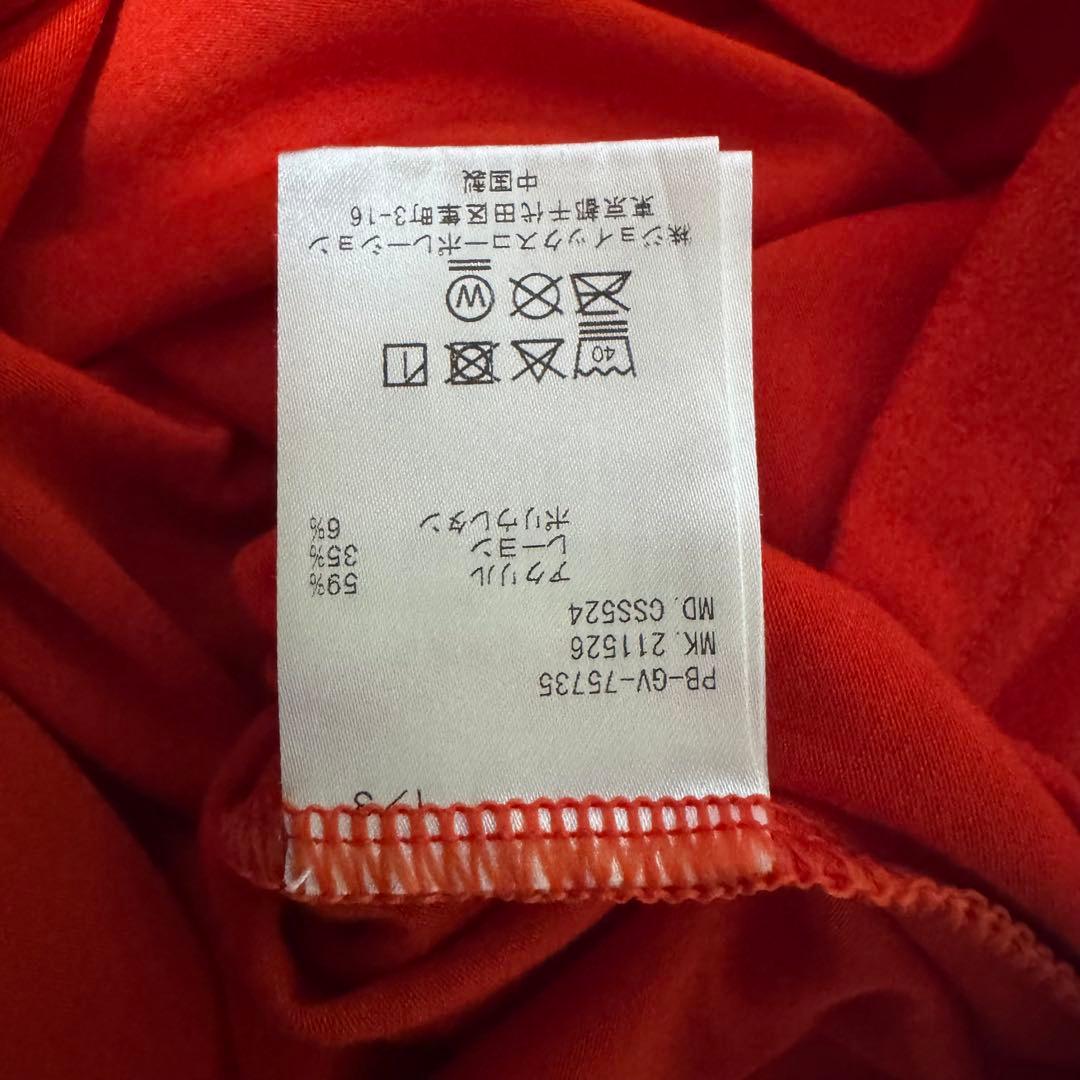 1/3
PB-GV-75735
MK. 211526
MD. CSS524
アクリル 59%
レーヨン 35%
ポリウレタン 6%
40
W
株ジョイックスコーポレーション
東京都千代田区隼町3-16
中国製